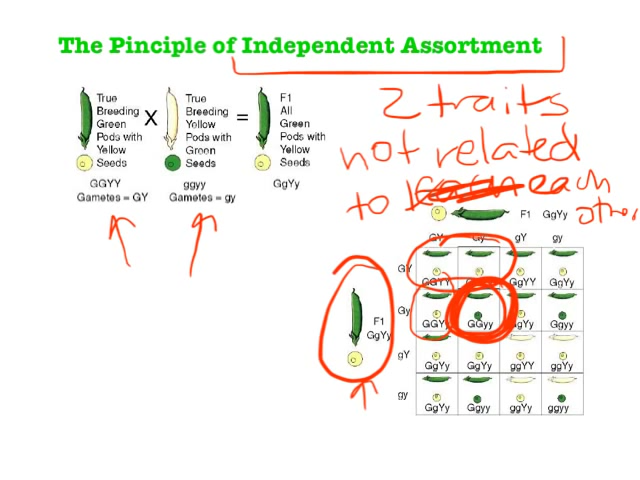 The Pinciple of Independent Assortment
True
Breeding
Green
Pods with
Yellow
Seeds
X
True
Breeding
Yellow
Pods with
Green
Seeds
=
F1
All
Green
Pods with
Yellow
Seeds
GGYY
Gametes = GY
ggyy
Gametes = gy
GgYy
2 traits
not related
to each
other
F1 GgYy
GY Gy gY gy
GY
GGYY GgYY GgYy
Gy
GGYy GGyy GgYy Ggyy
F1
GgYy
gY
GgYY GgYy ggYY ggYy
gy
GgYy Ggyy ggYy ggyy